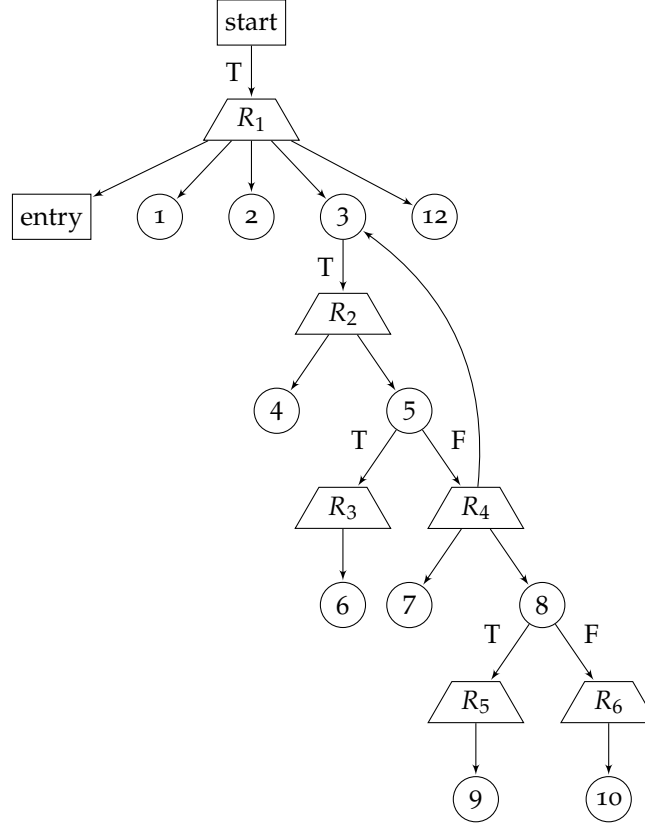 start
T
R₁
entry 1 2 3 12
T
R₂
4 5
T F
R₃ R₄
6 7 8
T F
R₅ R₆
9 10